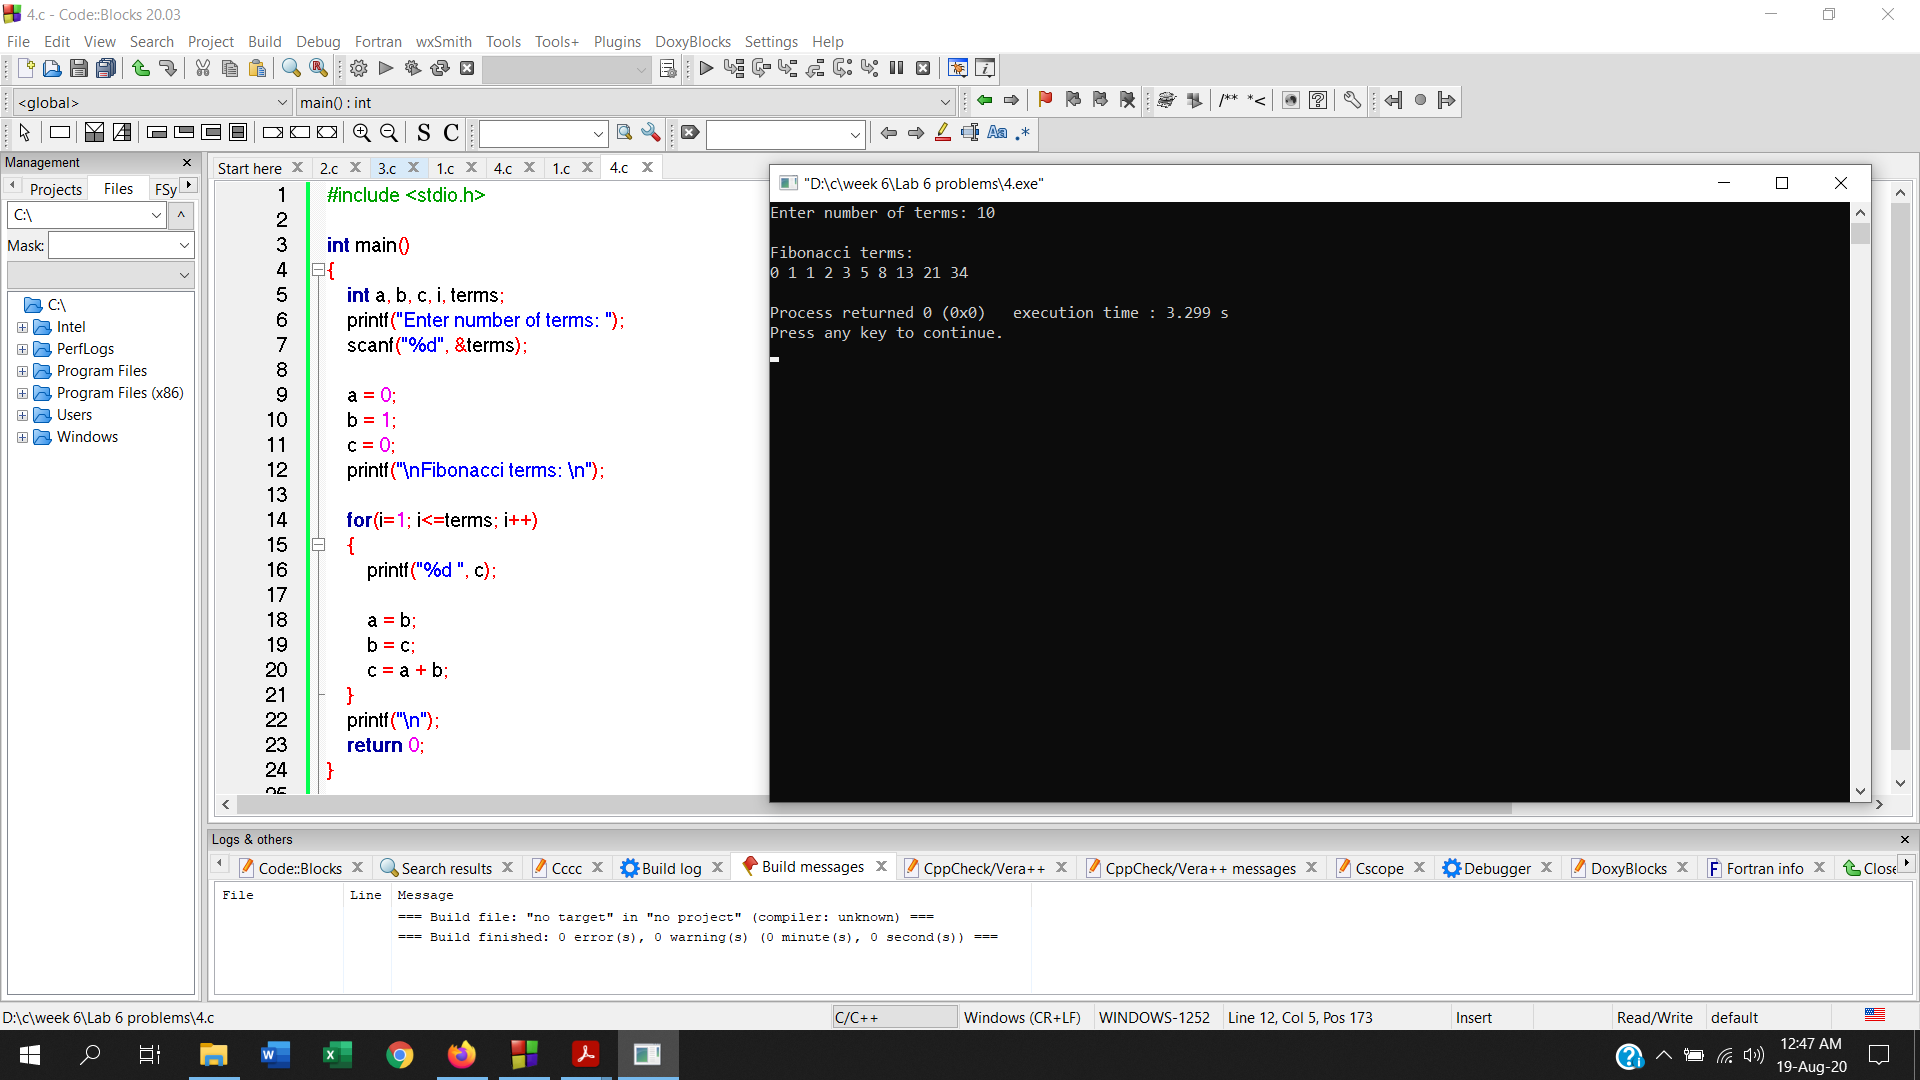 4.c - Code::Blocks 20.03
File Edit View Search Project Build Debug Fortran wxSmith Tools Tools+ Plugins DoxyBlocks Settings Help
<global> main() : int
/** *<
S C Aa .*
Management
Projects Files FSy
C:\ ^
Mask:
C:\
Intel
PerfLogs
Program Files
Program Files (x86)
Users
Windows
Start here 2.c 3.c 1.c 4.c 1.c 4.c
1 #include <stdio.h>
2
3 int main()
4 {
5 int a, b, c, i, terms;
6 printf("Enter number of terms: ");
7 scanf("%d", &terms);
8
9 a = 0;
10 b = 1;
11 c = 0;
12 printf("\nFibonacci terms: \n");
13
14 for(i=1; i<=terms; i++)
15 {
16 printf("%d ", c);
17
18 a = b;
19 b = c;
20 c = a + b;
21 }
22 printf("\n");
23 return 0;
24 }
25
"D:\c\week 6\Lab 6 problems\4.exe"
Enter number of terms: 10
Fibonacci terms:
0 1 1 2 3 5 8 13 21 34
Process returned 0 (0x0)   execution time : 3.299 s
Press any key to continue.
Logs & others
Code::Blocks Search results Cccc Build log Build messages CppCheck/Vera++ CppCheck/Vera++ messages Cscope Debugger DoxyBlocks Fortran info Close
File Line Message
=== Build file: "no target" in "no project" (compiler: unknown) ===
=== Build finished: 0 error(s), 0 warning(s) (0 minute(s), 0 second(s)) ===
D:\c\week 6\Lab 6 problems\4.c C/C++ Windows (CR+LF) WINDOWS-1252 Line 12, Col 5, Pos 173 Insert Read/Write default
12:47 AM
19-Aug-20